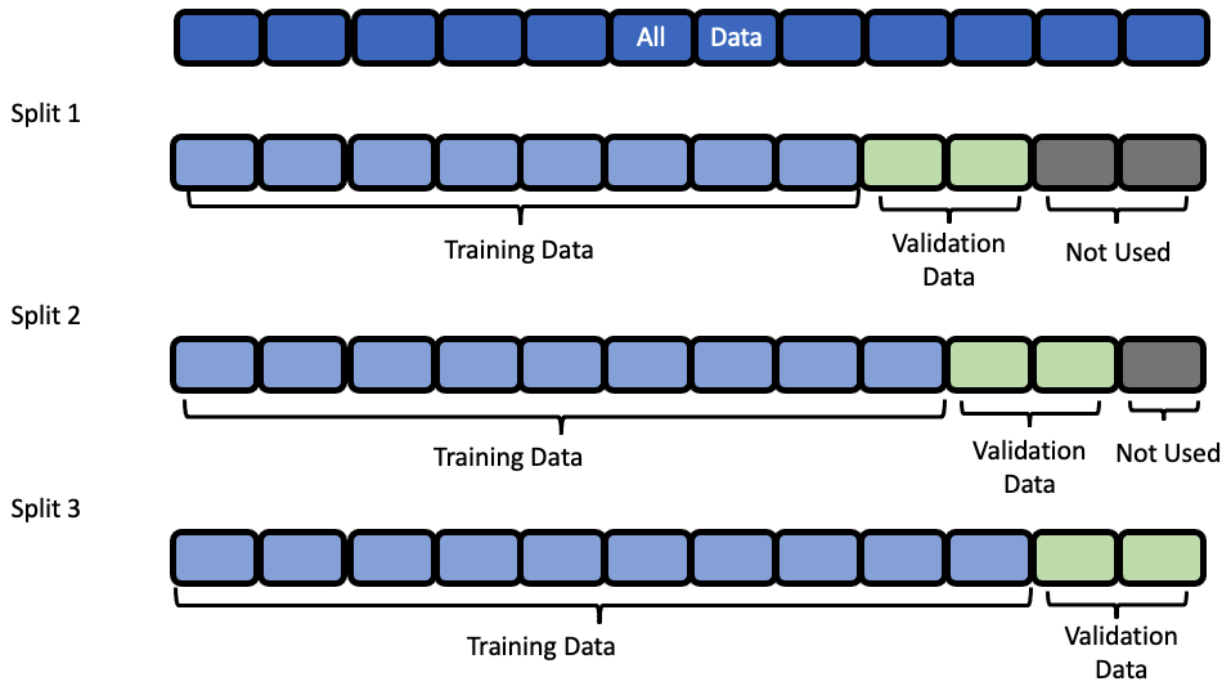 All Data
Split 1
Training Data
Validation
Data
Not Used
Split 2
Training Data
Validation
Data
Not Used
Split 3
Training Data
Validation
Data